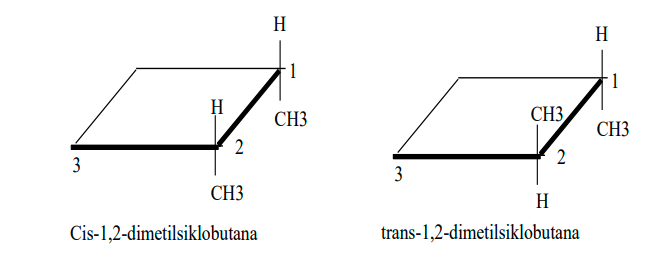 H
1
H
CH3
2
3
CH3
Cis-1,2-dimetilsiklobutana
H
1
CH3
CH3
2
3
H
trans-1,2-dimetilsiklobutana